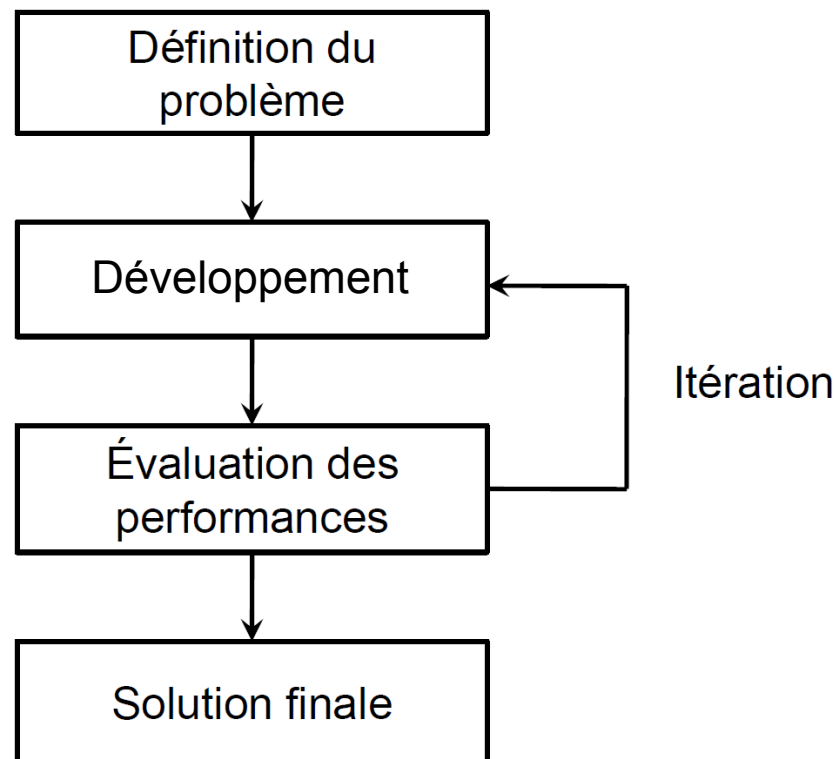 Définition du
problème
Développement
Itération
Évaluation des
performances
Solution finale